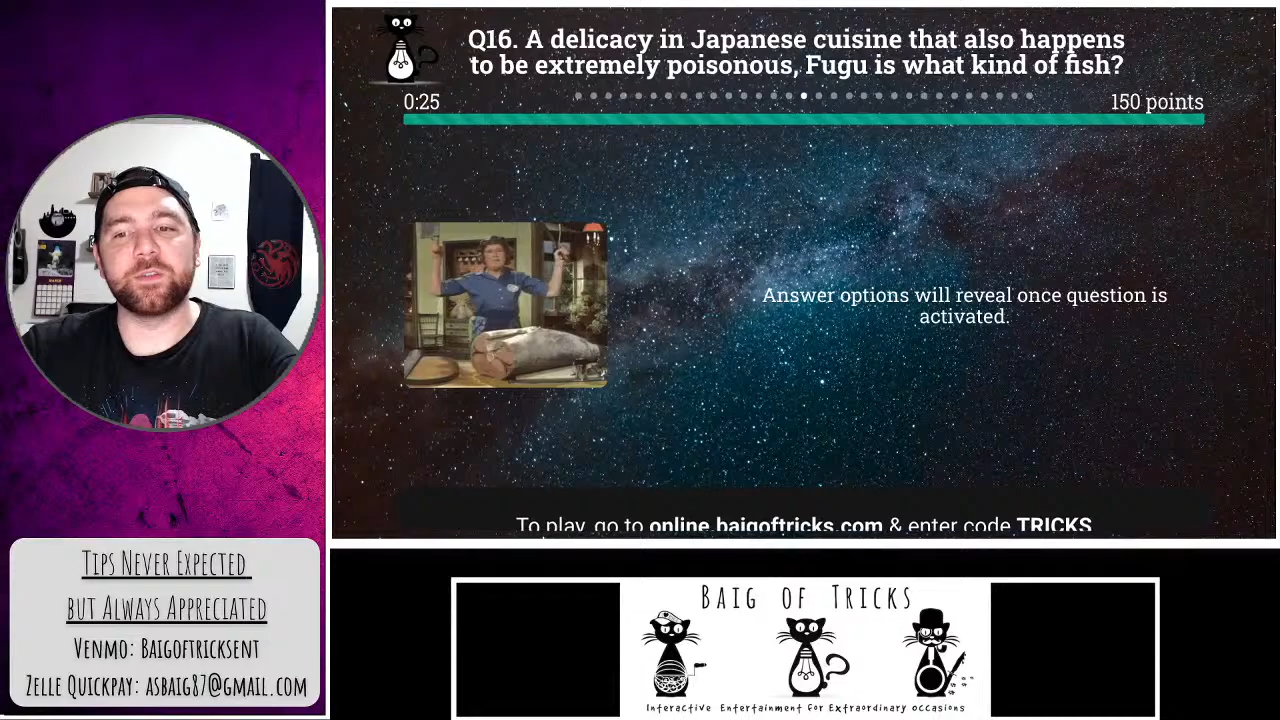 Q16. A delicacy in Japanese cuisine that also happens
to be extremely poisonous, Fugu is what kind of fish?
0:25
150 points
Answer options will reveal once question is
activated.
To play, go to online.baigoftricks.com & enter code TRICKS
Tips Never Expected
but Always Appreciated
Venmo: Baigoftricksent
Zelle Quickpay: asbaig87@gmail.com
Baig of Tricks
Interactive Entertainment for Extraordinary Occasions